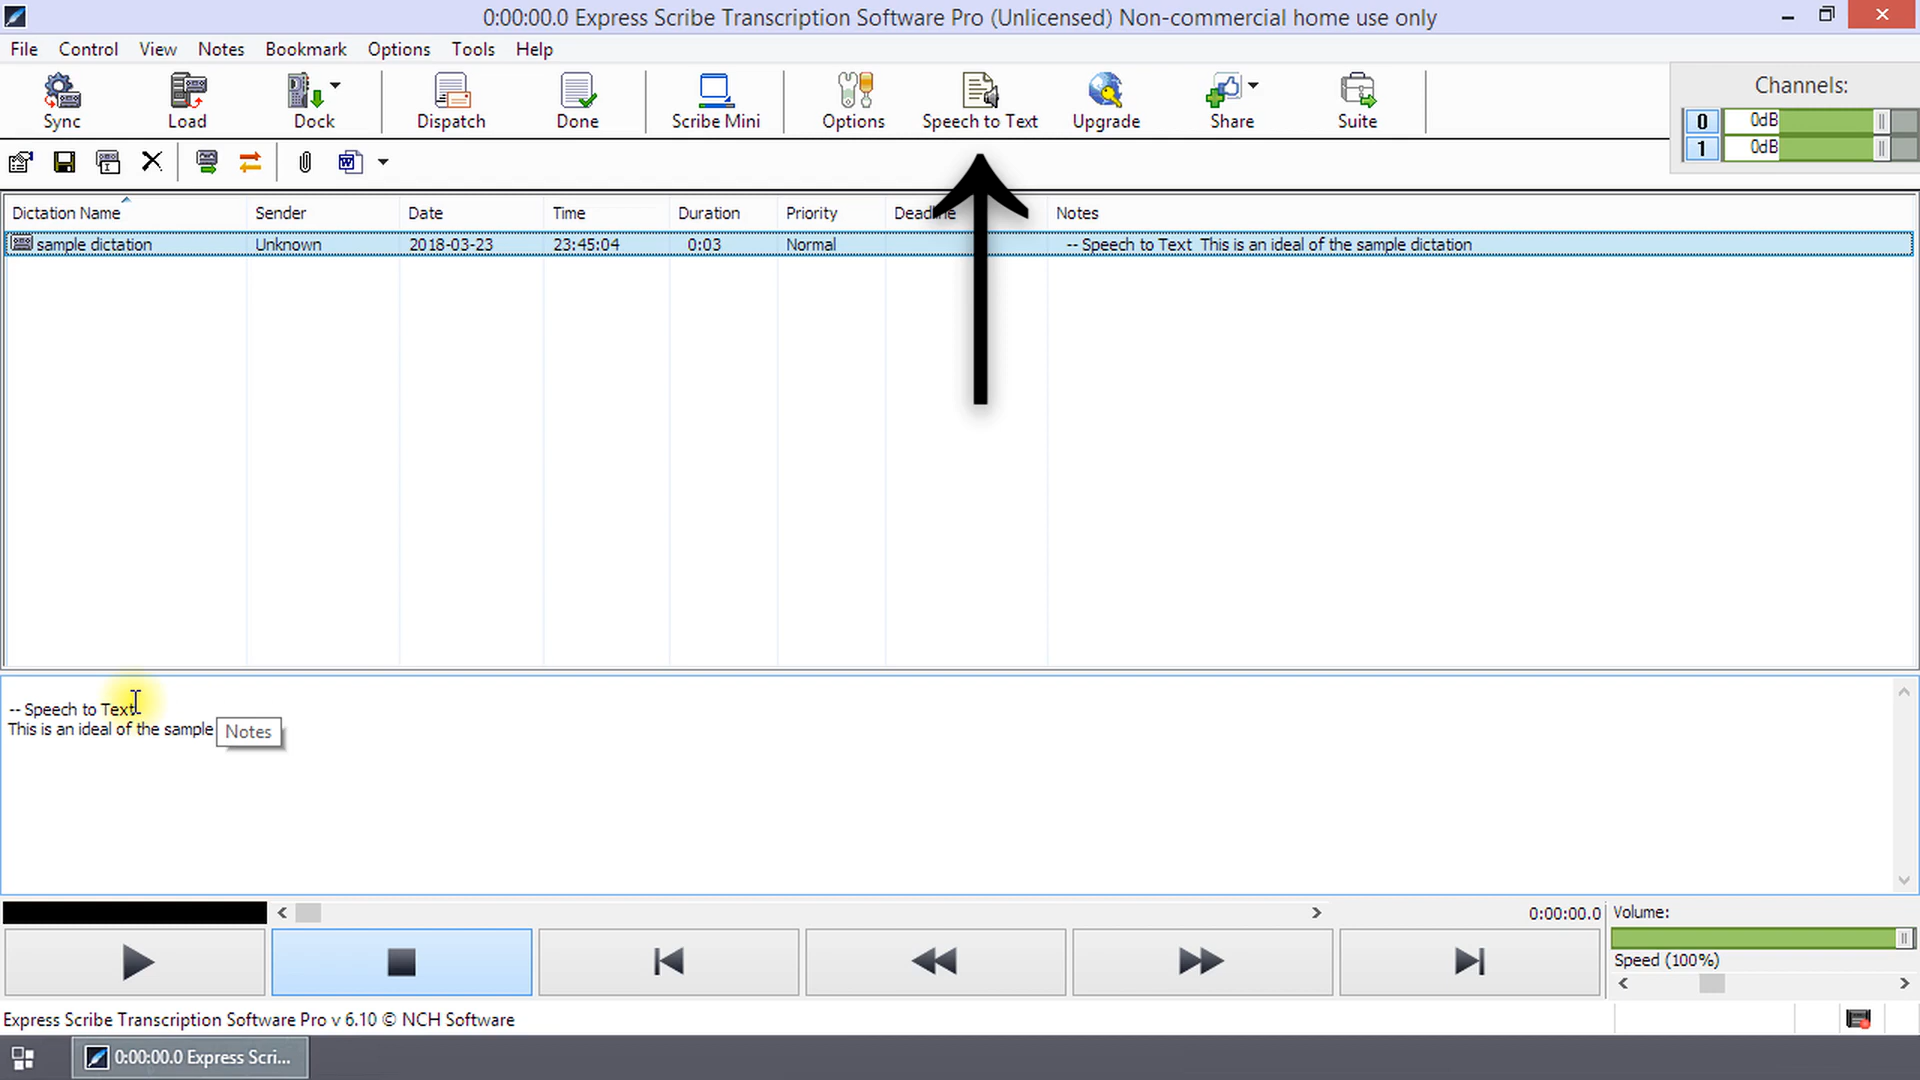 0:00:00.0 Express Scribe Transcription Software Pro (Unlicensed) Non-commercial home use only
File Control View Notes Bookmark Options Tools Help
Sync Load Dock Dispatch Done Scribe Mini Options Speech to Text Upgrade Share Suite
Channels:
0 0dB
1 0dB
Dictation Name Sender Date Time Duration Priority Deadline Notes
sample dictation Unknown 2018-03-23 23:45:04 0:03 Normal -- Speech to Text This is an ideal of the sample dictation
-- Speech to Text
This is an ideal of the sample
Notes
0:00:00.0 Volume:
Speed (100%)
Express Scribe Transcription Software Pro v 6.10 © NCH Software
0:00:00.0 Express Scri...